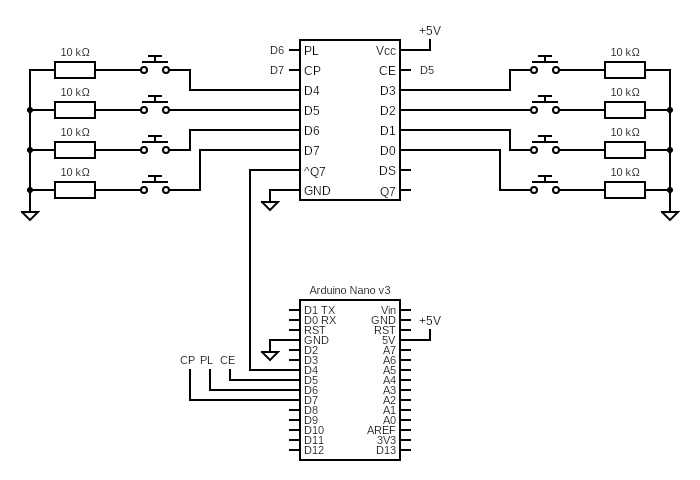 +5V
10 kΩ
10 kΩ
10 kΩ
10 kΩ
D6
D7
PL
CP
D4
D5
D6
D7
^Q7
GND
Vcc
CE
D3
D2
D1
D0
DS
Q7
D5
10 kΩ
10 kΩ
10 kΩ
10 kΩ
Arduino Nano v3
CP PL CE
D1 TX
D0 RX
RST
GND
D2
D3
D4
D5
D6
D7
D8
D9
D10
D11
D12
Vin
GND
RST
5V
A7
A6
A5
A4
A3
A2
A1
A0
AREF
3V3
D13
+5V